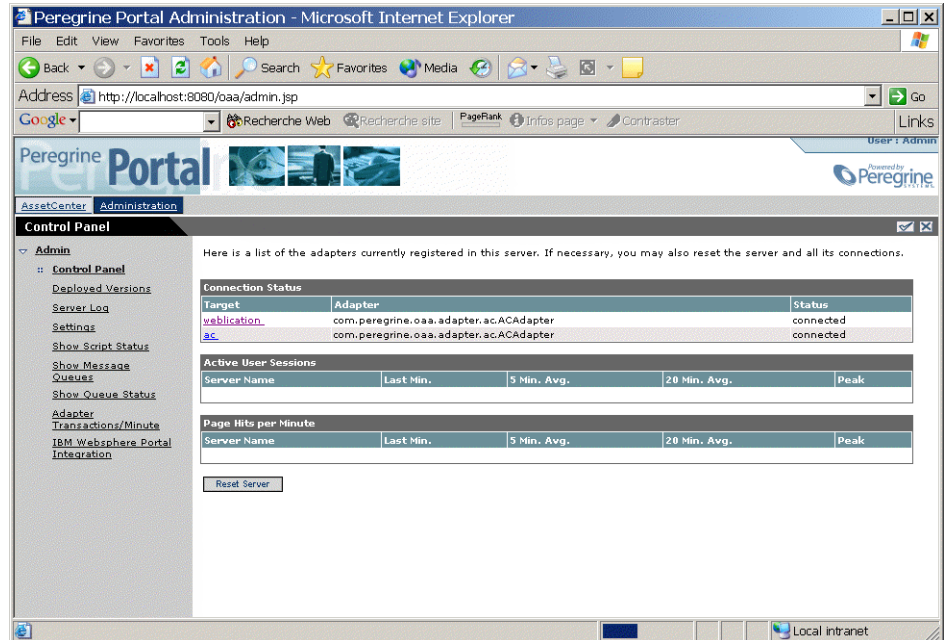 Peregrine Portal Administration - Microsoft Internet Explorer
File Edit View Favorites Tools Help
Back Search Favorites Media
Address http://localhost:8080/oaa/admin.jsp Go
Google Recherche Web Recherche site PageRank Infos page Contraster Links
User : Admin
Peregrine Portal
Powered by
Peregrine
SYSTEMS
AssetCenter Administration
Control Panel
Admin
Control Panel
Deployed Versions
Server Log
Settings
Show Script Status
Show Message
Queues
Show Queue Status
Adapter
Transactions/Minute
IBM Websphere Portal
Integration
Here is a list of the adapters currently registered in this server. If necessary, you may also reset the server and all its connections.
Connection Status
Target Adapter Status
weblication com.peregrine.oaa.adapter.ac.ACAdapter connected
ac com.peregrine.oaa.adapter.ac.ACAdapter connected
Active User Sessions
Server Name Last Min. 5 Min. Avg. 20 Min. Avg. Peak
Page Hits per Minute
Server Name Last Min. 5 Min. Avg. 20 Min. Avg. Peak
Reset Server
Local intranet